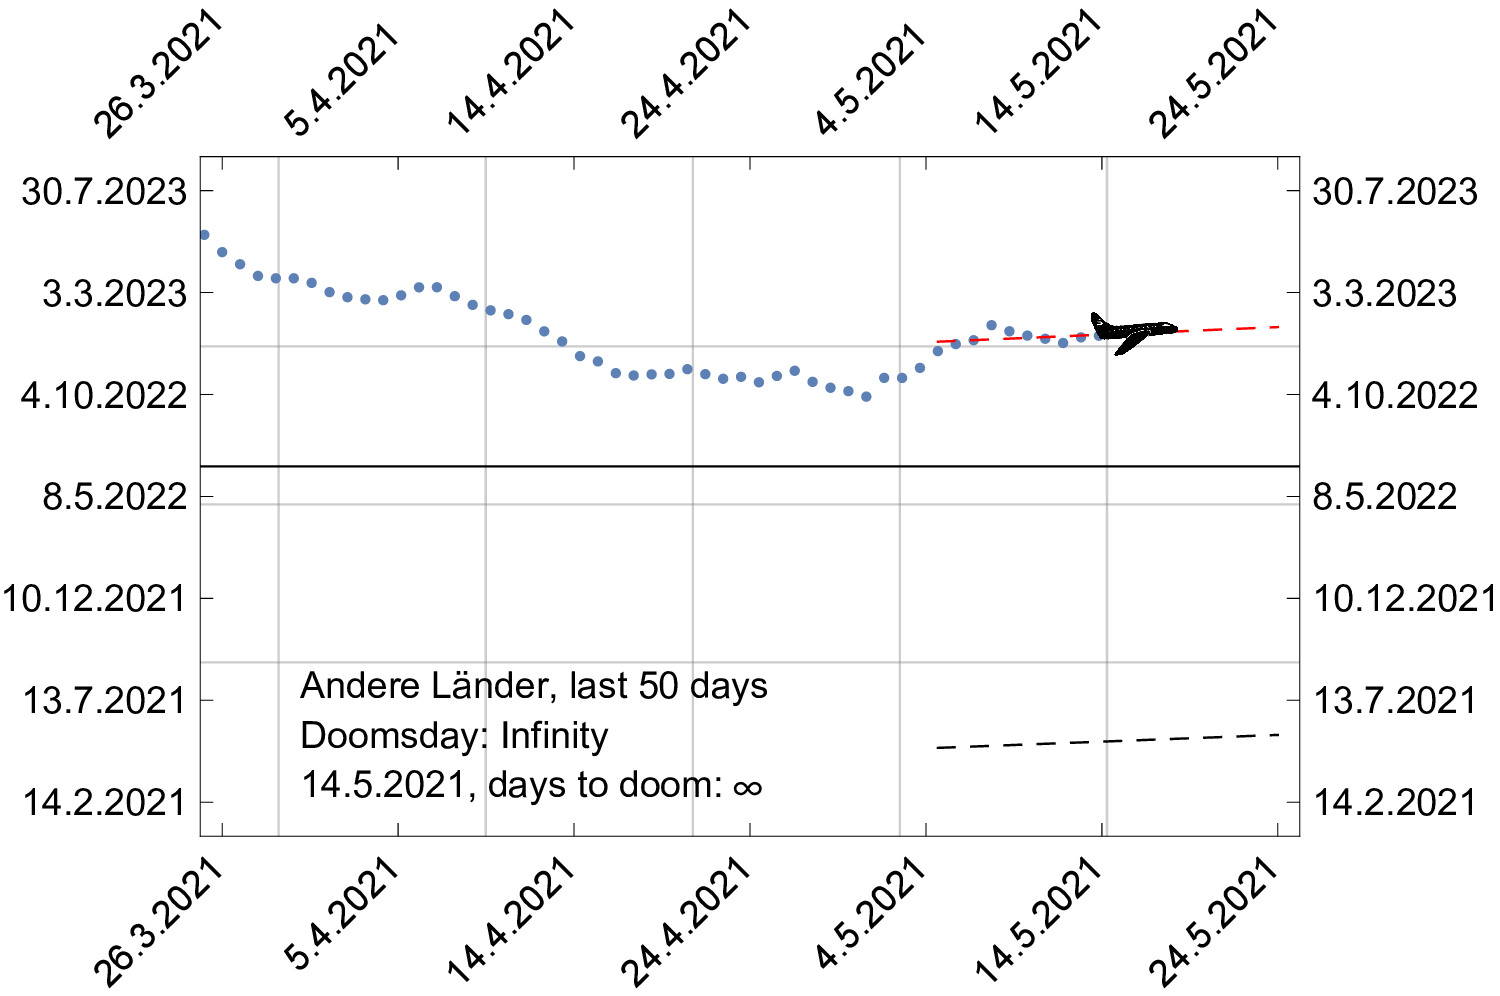 26.3.2021 5.4.2021 14.4.2021 24.4.2021 4.5.2021 14.5.2021 24.5.2021
30.7.2023 30.7.2023
3.3.2023 3.3.2023
4.10.2022 4.10.2022
8.5.2022 8.5.2022
10.12.2021 10.12.2021
13.7.2021 13.7.2021
14.2.2021 14.2.2021
Andere Länder, last 50 days
Doomsday: Infinity
14.5.2021, days to doom: ∞
26.3.2021 5.4.2021 14.4.2021 24.4.2021 4.5.2021 14.5.2021 24.5.2021